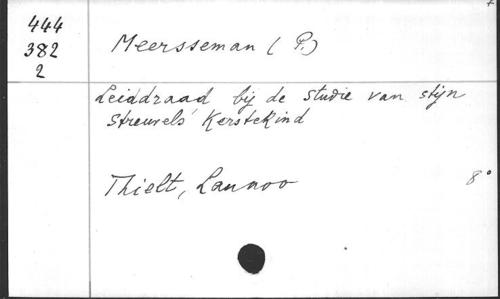 444
382
2
Meersseman (P.)
Leiddraad bij de studie van stijn
Streuvels' Kerstekind
Thielt, Lannoo
8°